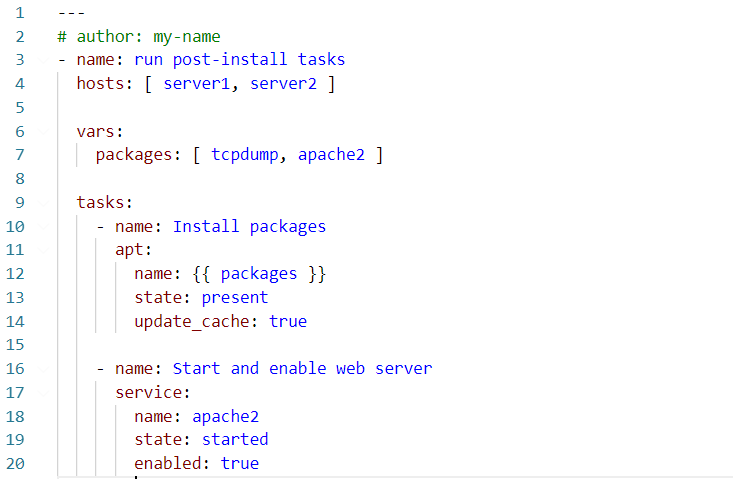 1 ---
2 # author: my-name
3 - name: run post-install tasks
4   hosts: [ server1, server2 ]
5
6   vars:
7     packages: [ tcpdump, apache2 ]
8
9   tasks:
10     - name: Install packages
11       apt:
12         name: {{ packages }}
13         state: present
14         update_cache: true
15
16     - name: Start and enable web server
17       service:
18         name: apache2
19         state: started
20         enabled: true